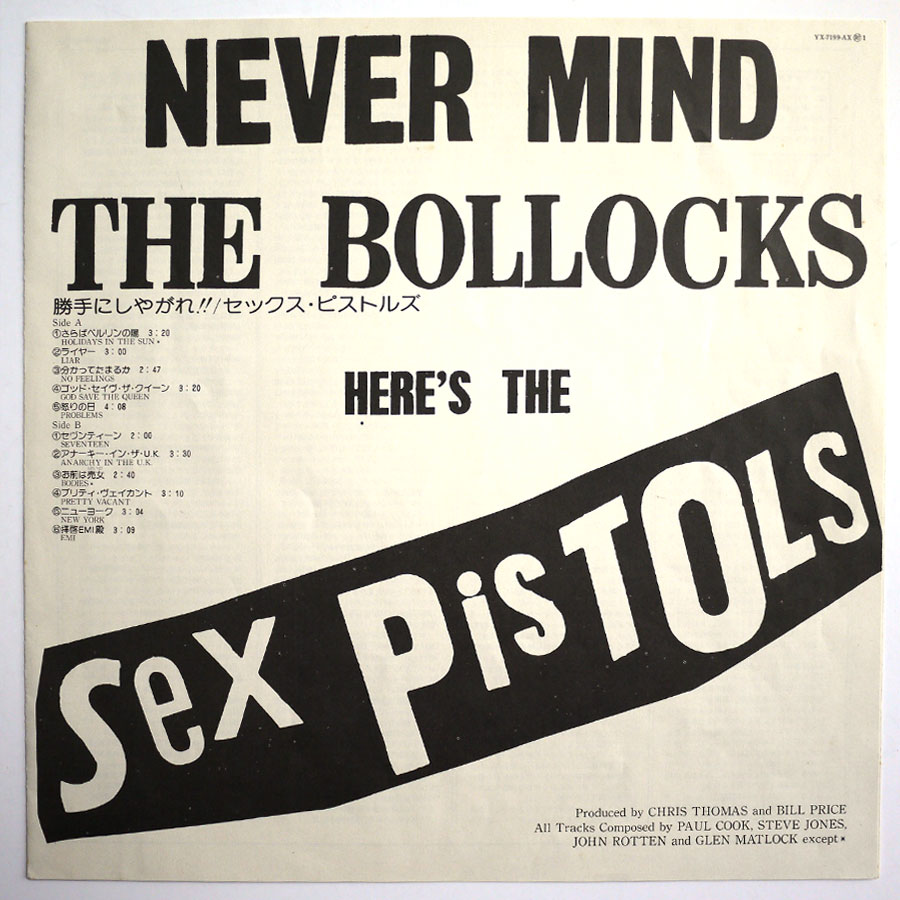 YX-7199-AX Ⓗ1
NEVER MIND
THE BOLLOCKS
勝手にしやがれ!!/セックス・ピストルズ
Side A
①さらばベルリンの陽 3:20
HOLIDAYS IN THE SUN*
②ライヤー 3:00
LIAR
③分かってたまるか 2:47
NO FEELINGS
④ゴッド・セイヴ・ザ・クイーン 3:20
GOD SAVE THE QUEEN
⑤怒りの日 4:08
PROBLEMS
Side B
①セヴンティーン 2:00
SEVENTEEN
②アナーキー・イン・ザ・U.K. 3:30
ANARCHY IN THE U.K.
③お前は売女 2:40
BODIES*
④プリティ・ヴェイカント 3:10
PRETTY VACANT
⑤ニューヨーク 3:04
NEW YORK
⑥拝啓EMI殿 3:09
EMI
HERE'S THE
Sex PiSTOLS
Produced by CHRIS THOMAS and BILL PRICE
All Tracks Composed by PAUL COOK, STEVE JONES,
JOHN ROTTEN and GLEN MATLOCK except*